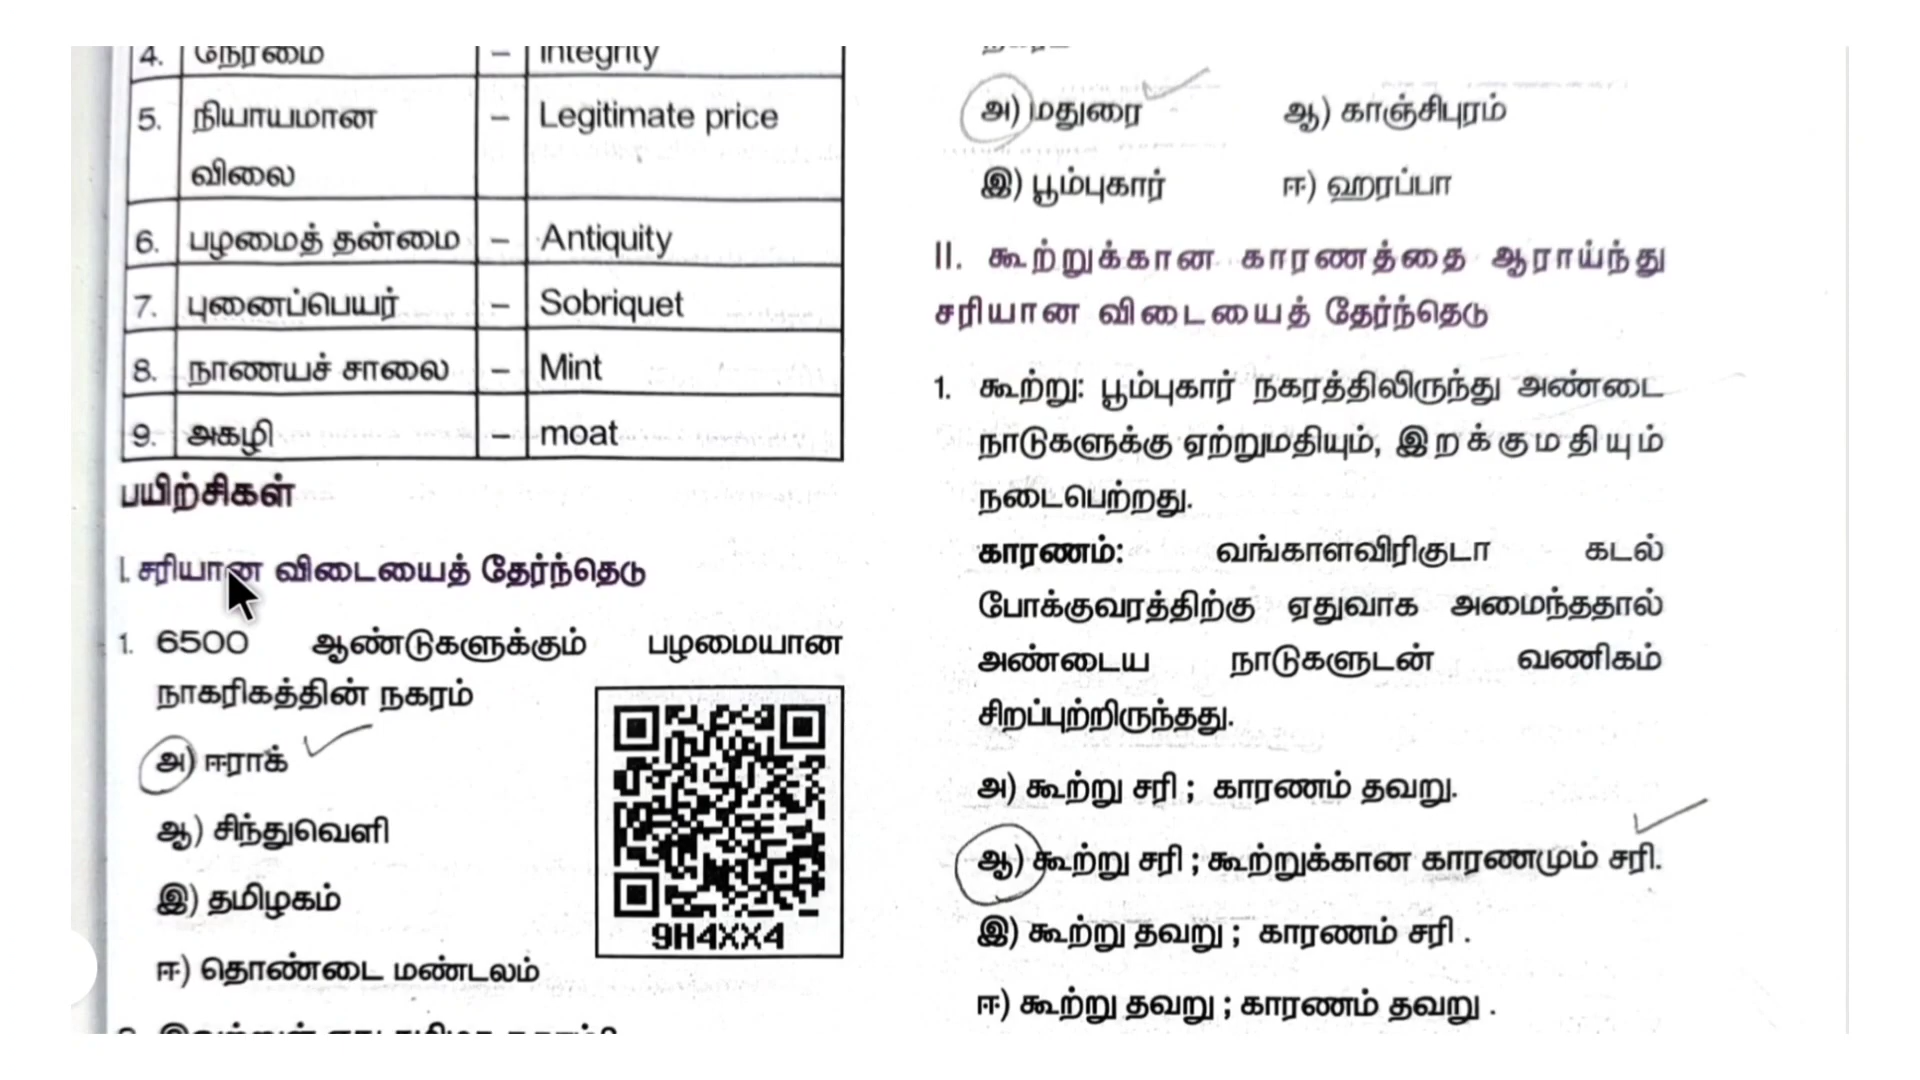 4. நேர்மை – Integrity
5. நியாயமான – Legitimate price
விலை
6. பழமைத் தன்மை – Antiquity
7. புனைப்பெயர் – Sobriquet
8. நாணயச் சாலை – Mint
9. அகழி – moat
பயிற்சிகள்
I. சரியான விடையைத் தேர்ந்தெடு
1. 6500 ஆண்டுகளுக்கும் பழமையான
நாகரிகத்தின் நகரம்
அ) ஈராக்
ஆ) சிந்துவெளி
இ) தமிழகம்
ஈ) தொண்டை மண்டலம்
9H4XX4
அ) மதுரை ஆ) காஞ்சிபுரம்
இ) பூம்புகார் ஈ) ஹரப்பா
II. கூற்றுக்கான காரணத்தை ஆராய்ந்து
சரியான விடையைத் தேர்ந்தெடு
1. கூற்று: பூம்புகார் நகரத்திலிருந்து அண்டை
நாடுகளுக்கு ஏற்றுமதியும், இறக்குமதியும்
நடைபெற்றது.
காரணம்: வங்காளவிரிகுடா கடல்
போக்குவரத்திற்கு ஏதுவாக அமைந்ததால்
அண்டைய நாடுகளுடன் வணிகம்
சிறப்புற்றிருந்தது.
அ) கூற்று சரி ; காரணம் தவறு.
ஆ) கூற்று சரி ; கூற்றுக்கான காரணமும் சரி.
இ) கூற்று தவறு ; காரணம் சரி .
ஈ) கூற்று தவறு ; காரணம் தவறு .